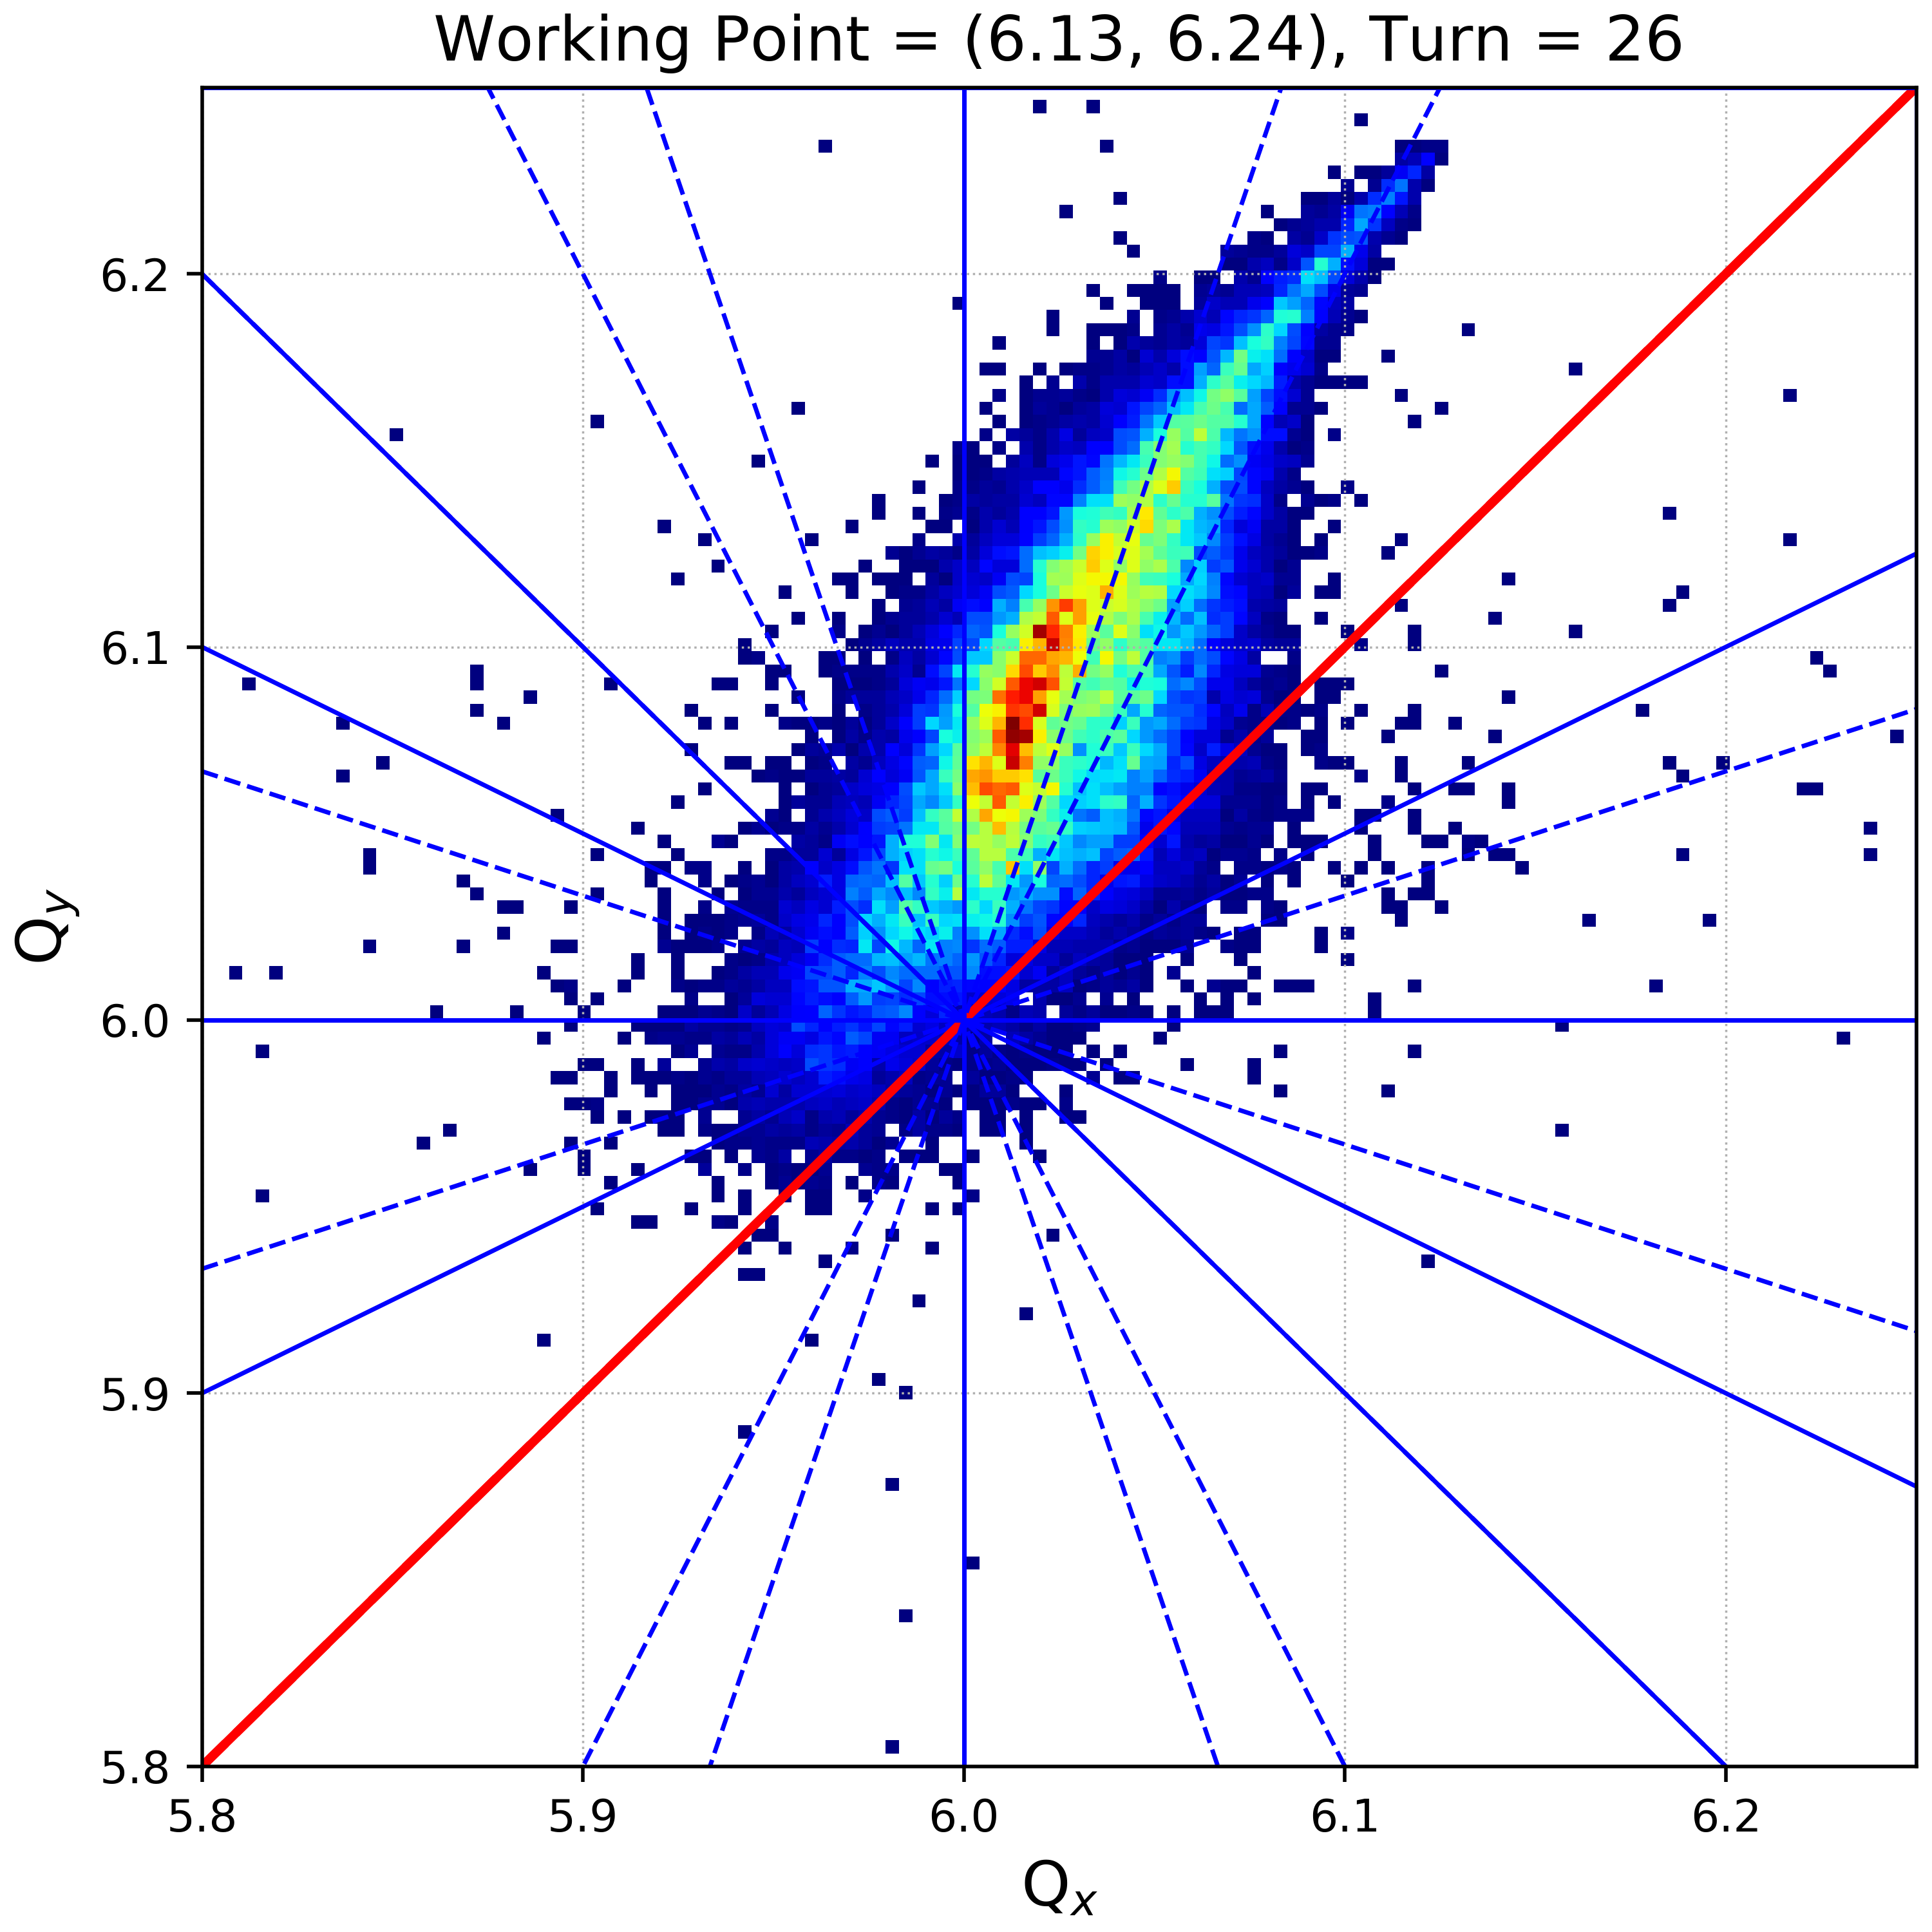 Working Point = (6.13, 6.24), Turn = 26
6.2
6.1
6.0
5.9
5.8
Qy
5.8 5.9 6.0 6.1 6.2
Qx